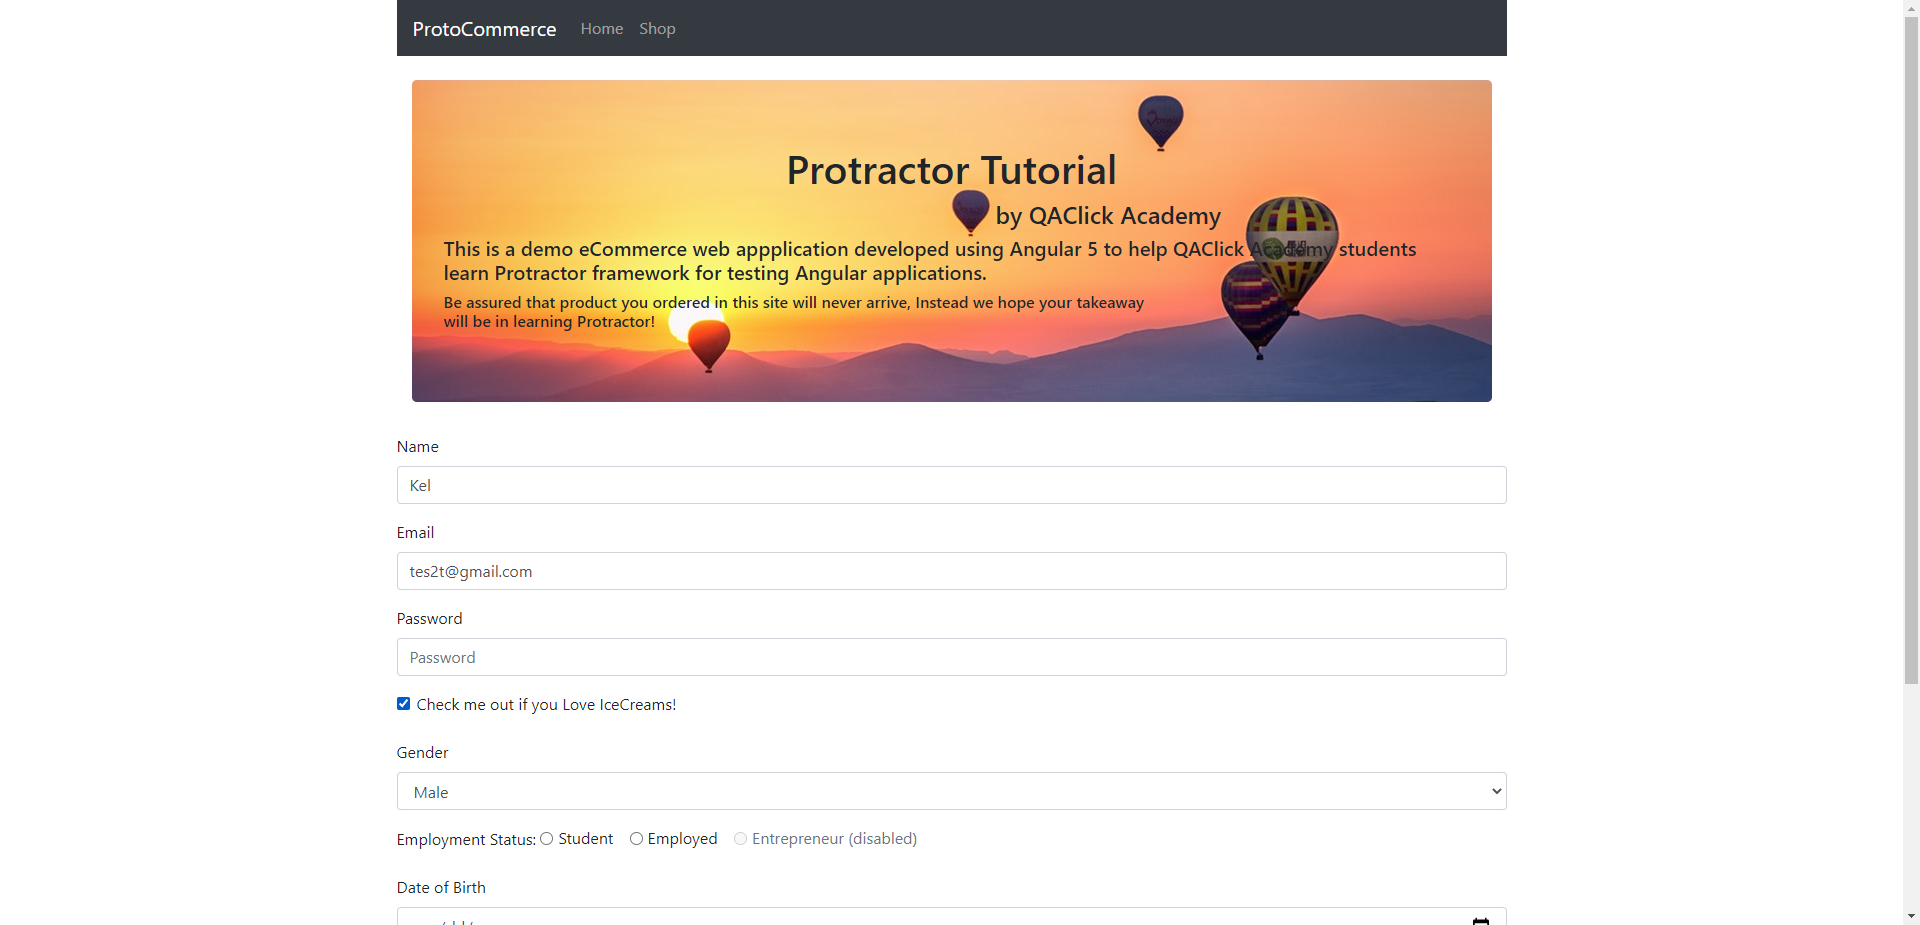 ProtoCommerce Home Shop
Protractor Tutorial
by QAClick Academy
This is a demo eCommerce web appplication developed using Angular 5 to help QAClick Academy students
learn Protractor framework for testing Angular applications.
Be assured that product you ordered in this site will never arrive, Instead we hope your takeaway
will be in learning Protractor!
Name
Kel
Email
tes2t@gmail.com
Password
Password
Check me out if you Love IceCreams!
Gender
Male
Employment Status: Student Employed Entrepreneur (disabled)
Date of Birth